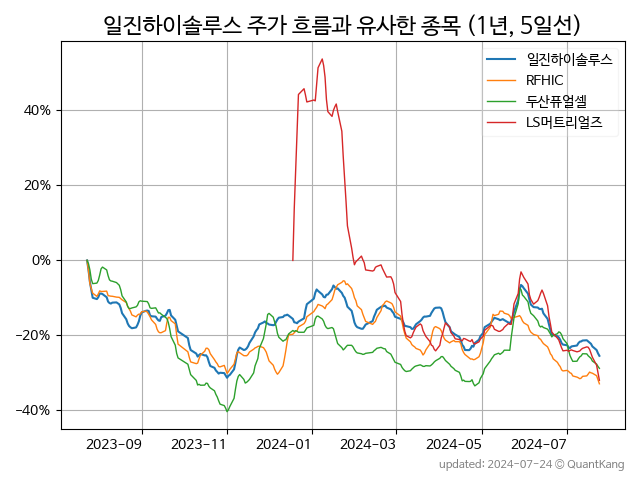 일진하이솔루스 주가 흐름과 유사한 종목 (1년, 5일선)
일진하이솔루스
RFHIC
두산퓨얼셀
LS머트리얼즈
40%
20%
0%
−20%
−40%
2023-09
2023-11
2024-01
2024-03
2024-05
2024-07
updated: 2024-07-24 © QuantKang